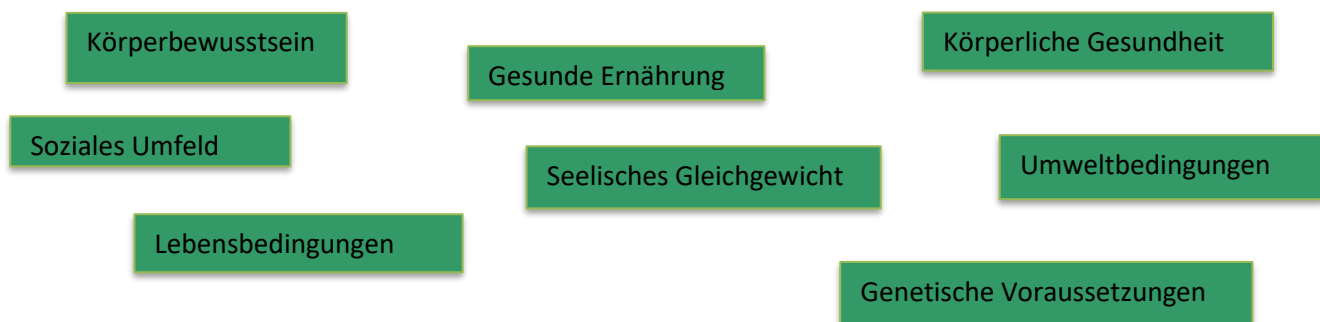 Körperbewusstsein
Körperliche Gesundheit
Gesunde Ernährung
Soziales Umfeld
Seelisches Gleichgewicht
Umweltbedingungen
Lebensbedingungen
Genetische Voraussetzungen